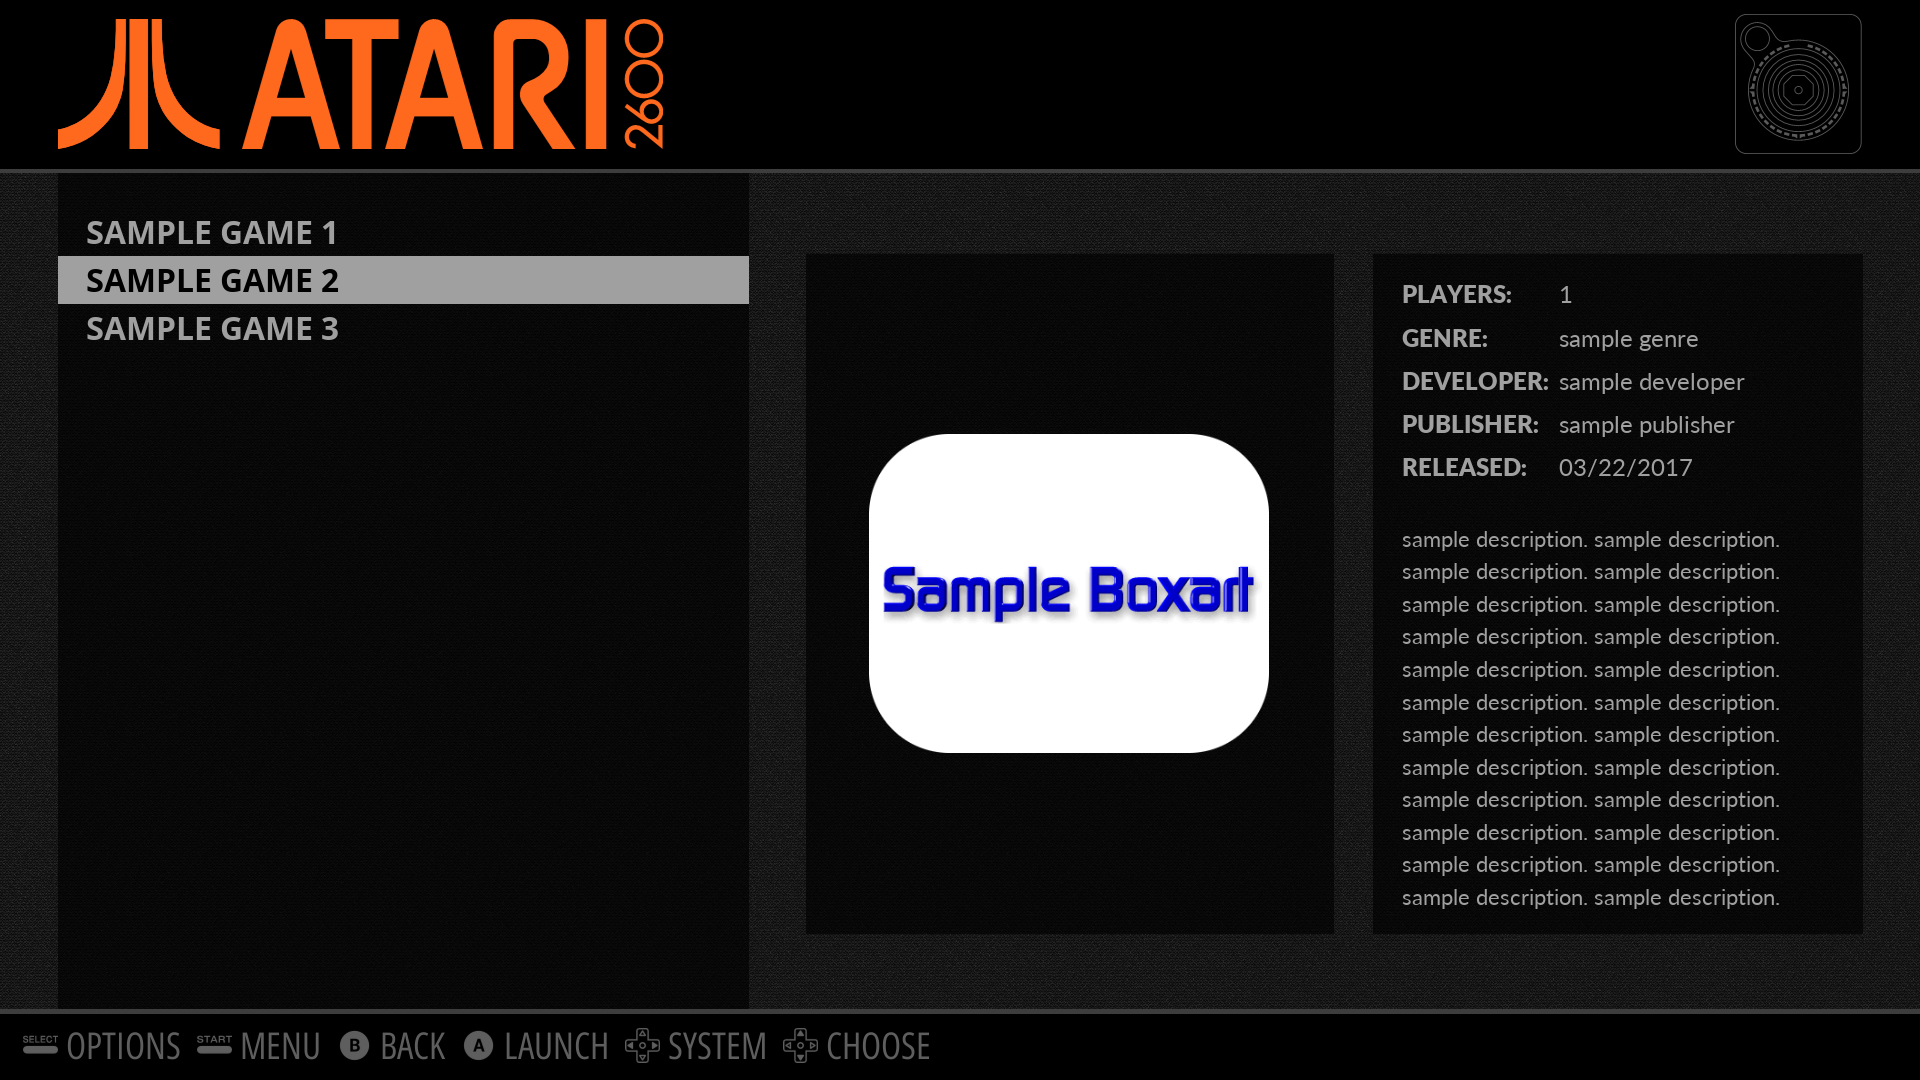 ATARI 2600
SAMPLE GAME 1
SAMPLE GAME 2
SAMPLE GAME 3
Sample Boxart
PLAYERS: 1
GENRE: sample genre
DEVELOPER: sample developer
PUBLISHER: sample publisher
RELEASED: 03/22/2017
sample description. sample description.
sample description. sample description.
sample description. sample description.
sample description. sample description.
sample description. sample description.
sample description. sample description.
sample description. sample description.
sample description. sample description.
sample description. sample description.
sample description. sample description.
sample description. sample description.
sample description. sample description.
SELECT OPTIONS START MENU B BACK A LAUNCH SYSTEM CHOOSE